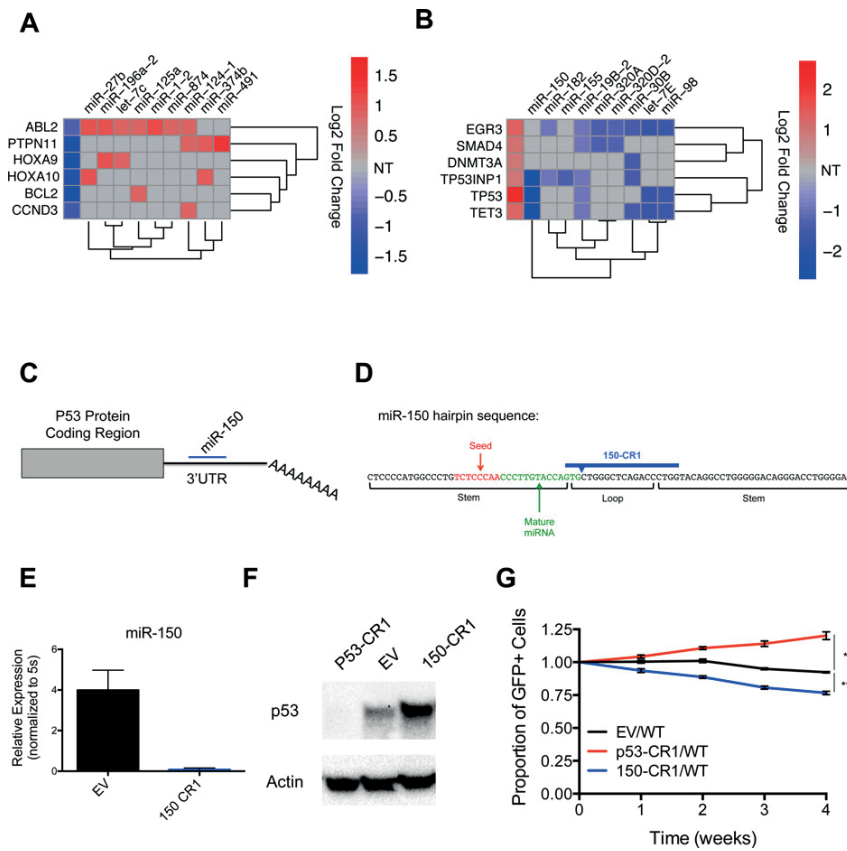 A
miR-27b
miR-196a-2
let-7c
miR-125a
miR-1-2
miR-874
miR-124-1
miR-374b
miR-491
ABL2
PTPN11
HOXA9
HOXA10
BCL2
CCND3
1.5
1
0.5
NT
-0.5
-1
-1.5
Log2 Fold Change
B
miR-150
miR-182
miR-155
miR-19B-2
miR-320A
miR-320D-2
miR-30B
let-7E
miR-98
EGR3
SMAD4
DNMT3A
TP53INP1
TP53
TET3
Log2 Fold Change
2
1
NT
-1
-2
C
P53 Protein
Coding Region
miR-150
3'UTR
AAAAAAAA
D
miR-150 hairpin sequence:
Seed
150-CR1
CTCCCCATGGCCCTGTCTCCCAACCCTTGTACCAGTGCTGGGCTCAGACCCTGGTACAGGCCTGGGGGACAGGGACCTGGGGA
Stem
Loop
Stem
Mature
miRNA
E
miR-150
Relative Expression
(normalized to 5s)
6
4
2
0
EV
150 CR1
F
P53-CR1
EV
150-CR1
p53
Actin
G
Proportion of GFP+ Cells
1.25
1.00
0.75
0.50
0.25
0.00
EV/WT
p53-CR1/WT
150-CR1/WT
*
*
0
1
2
3
4
Time (weeks)